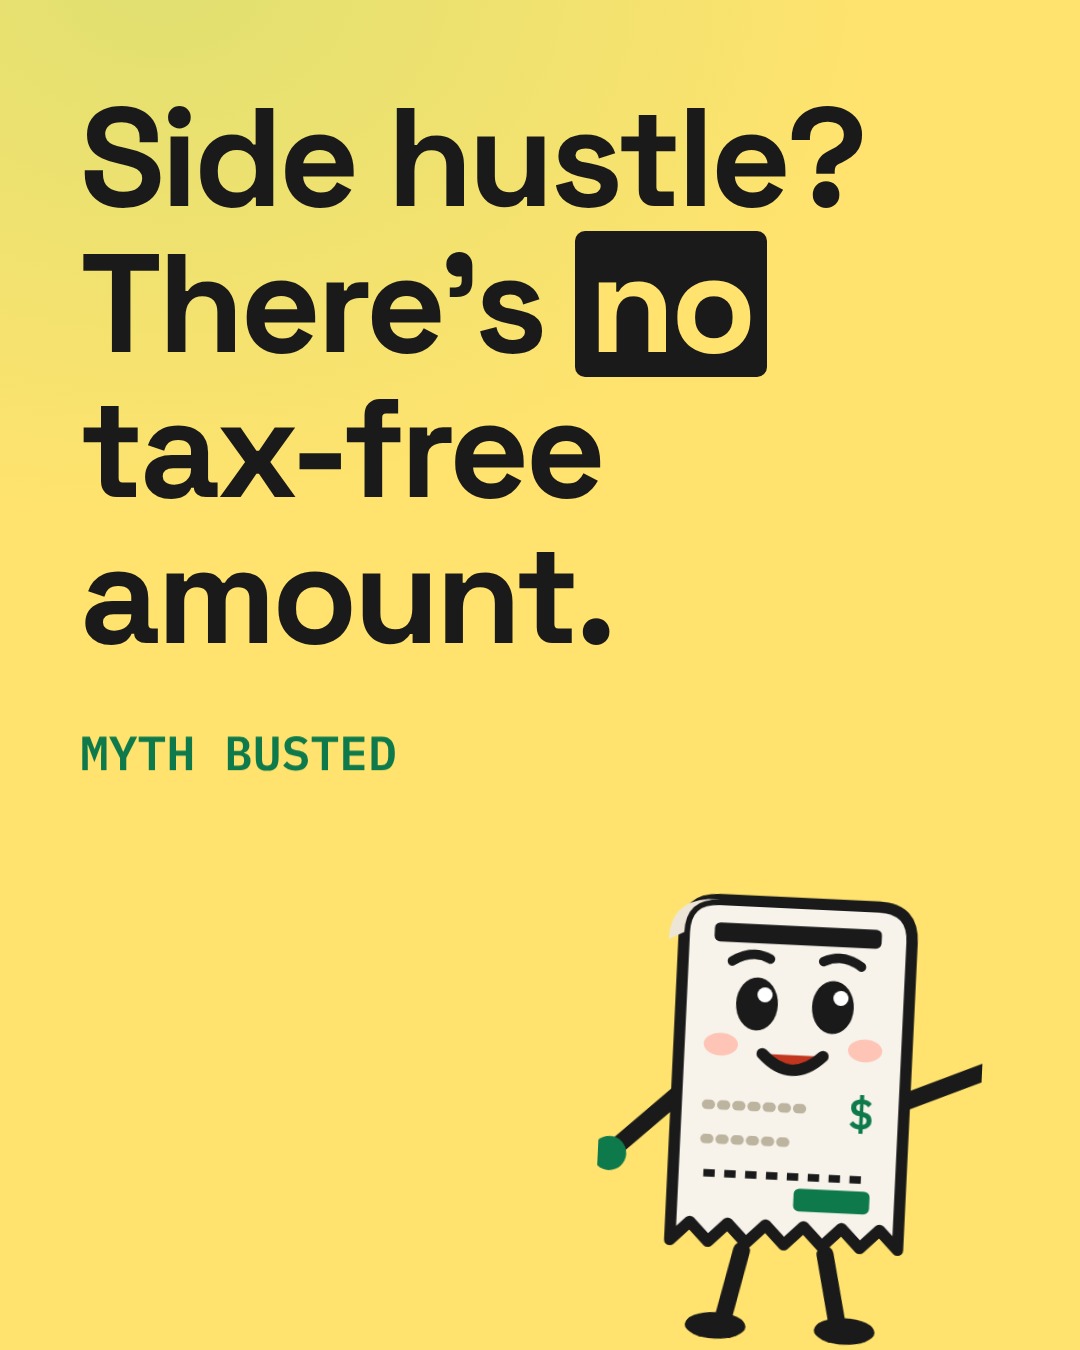 Side hustle?
There’s no
tax-free
amount.
MYTH BUSTED
$